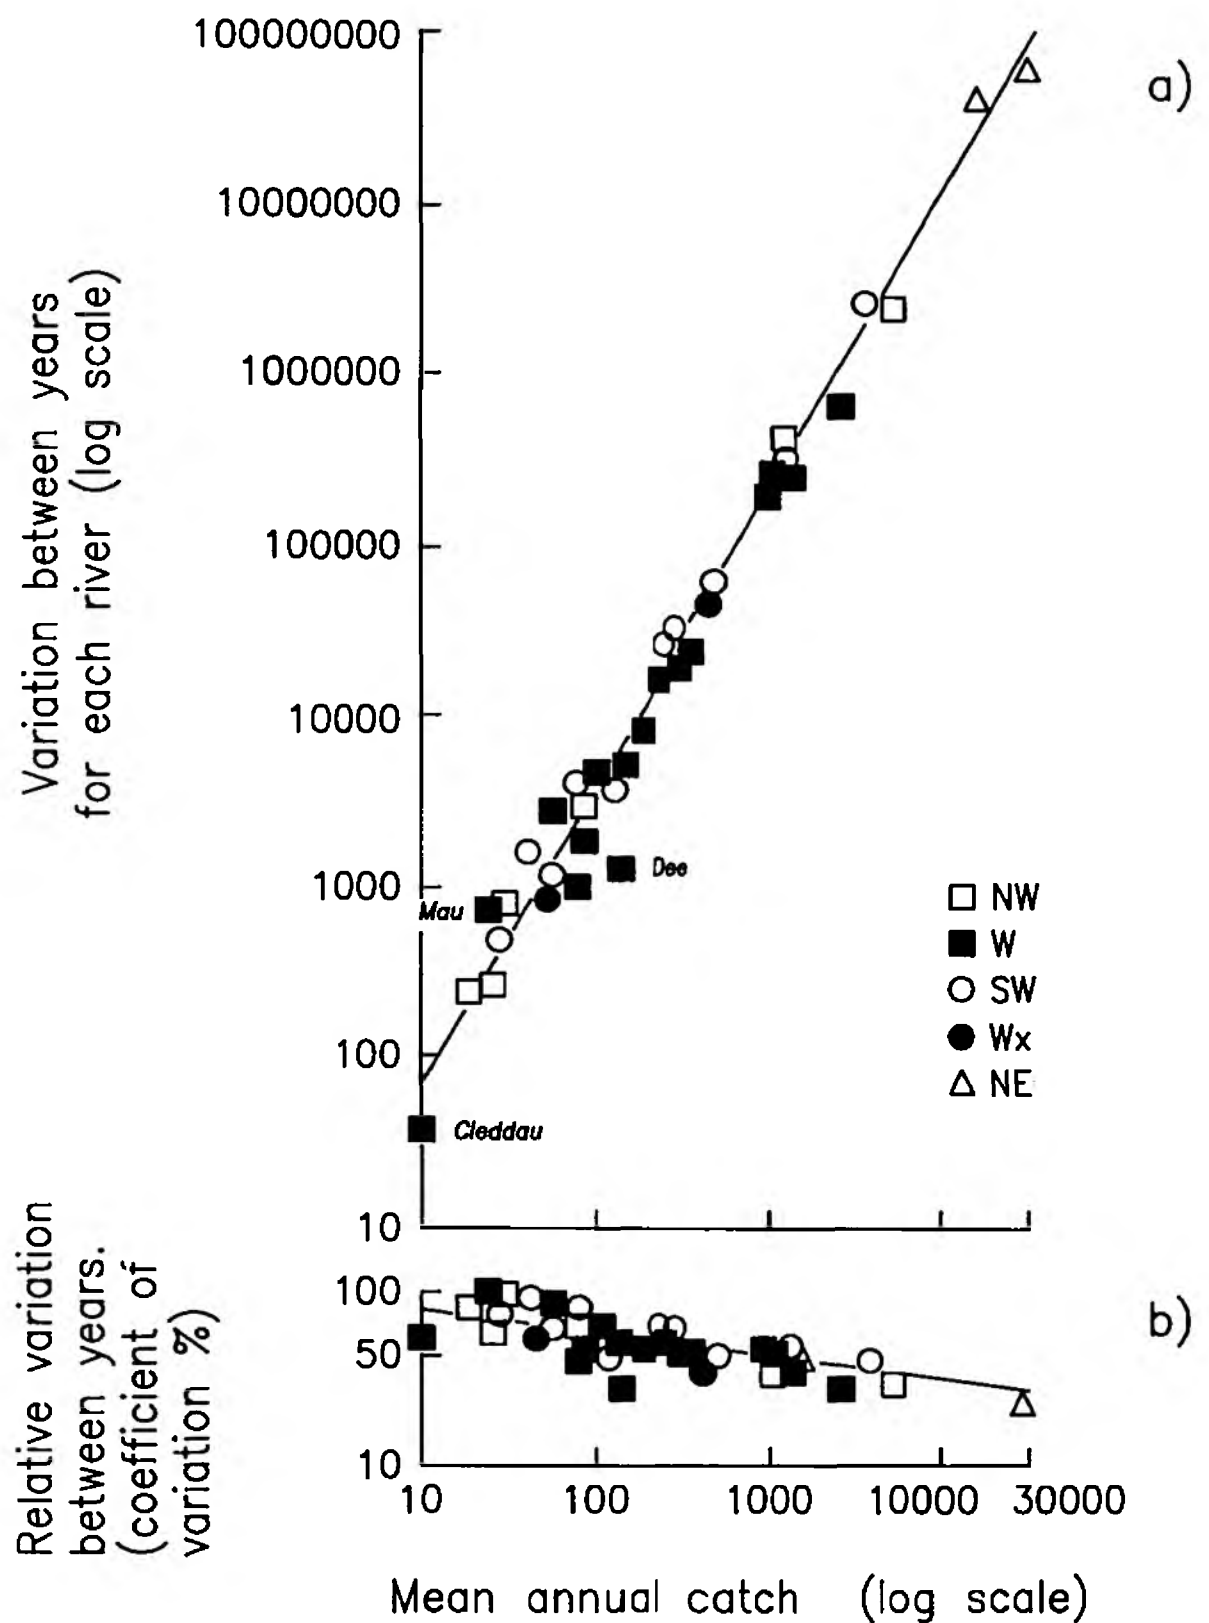 100000000
10000000
1000000
100000
10000
1000
100
10
Variation between years
for each river (log scale)
a)
Mau
Dee
Cleddau
NW
W
SW
Wx
NE
Relative variation
between years.
(coefficient of
variation %)
100
50
10
b)
10 100 1000 10000 30000
Mean annual catch (log scale)